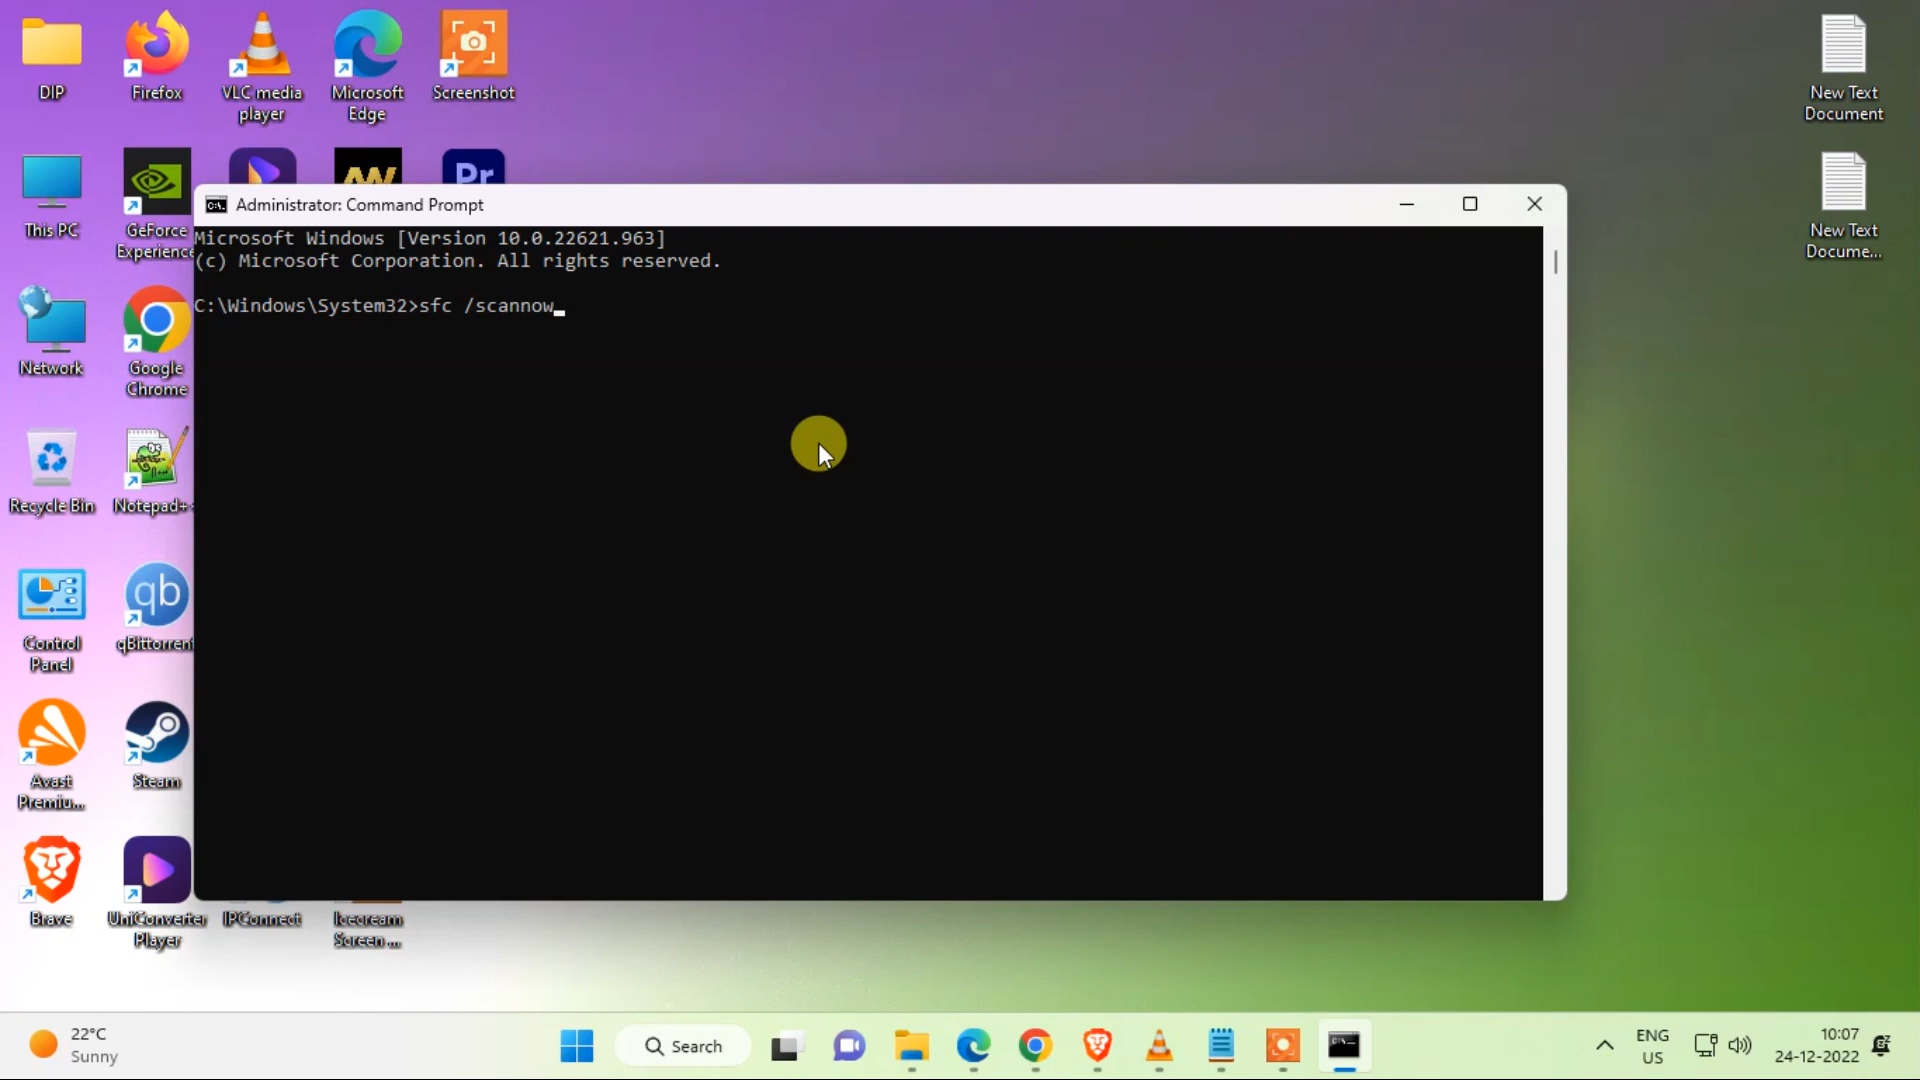 DIP
Firefox
VLC media
player
Microsoft
Edge
Screenshot
New Text
Document
This PC
GeForce
Experience
Pr
New Text
Docume...
Administrator: Command Prompt
Microsoft Windows [Version 10.0.22621.963]
(c) Microsoft Corporation. All rights reserved.
C:\Windows\System32>sfc /scannow
Network
Google
Chrome
Recycle Bin
Notepad+
Control
Panel
qb
qBittorrent
Avast
Premiu...
Steam
Brave
UniConverter
Player
IPConnect
Icecream
Screen ...
22°C
Sunny
Search
ENG
US
10:07
24-12-2022